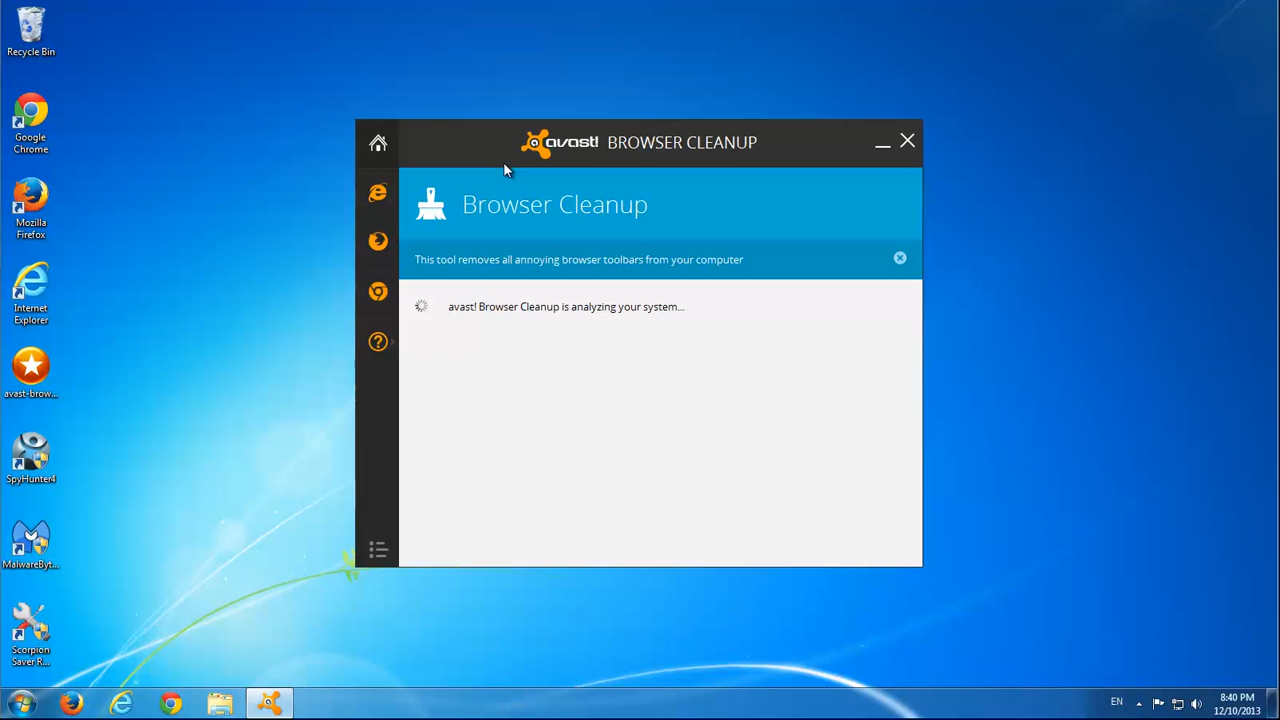 Recycle Bin
Google
Chrome
Mozilla
Firefox
Internet
Explorer
avast-brow...
SpyHunter4
MalwareByt...
Scorpion
Saver R...
avast! BROWSER CLEANUP
Browser Cleanup
This tool removes all annoying browser toolbars from your computer
avast! Browser Cleanup is analyzing your system...
EN
8:40 PM
12/10/2013